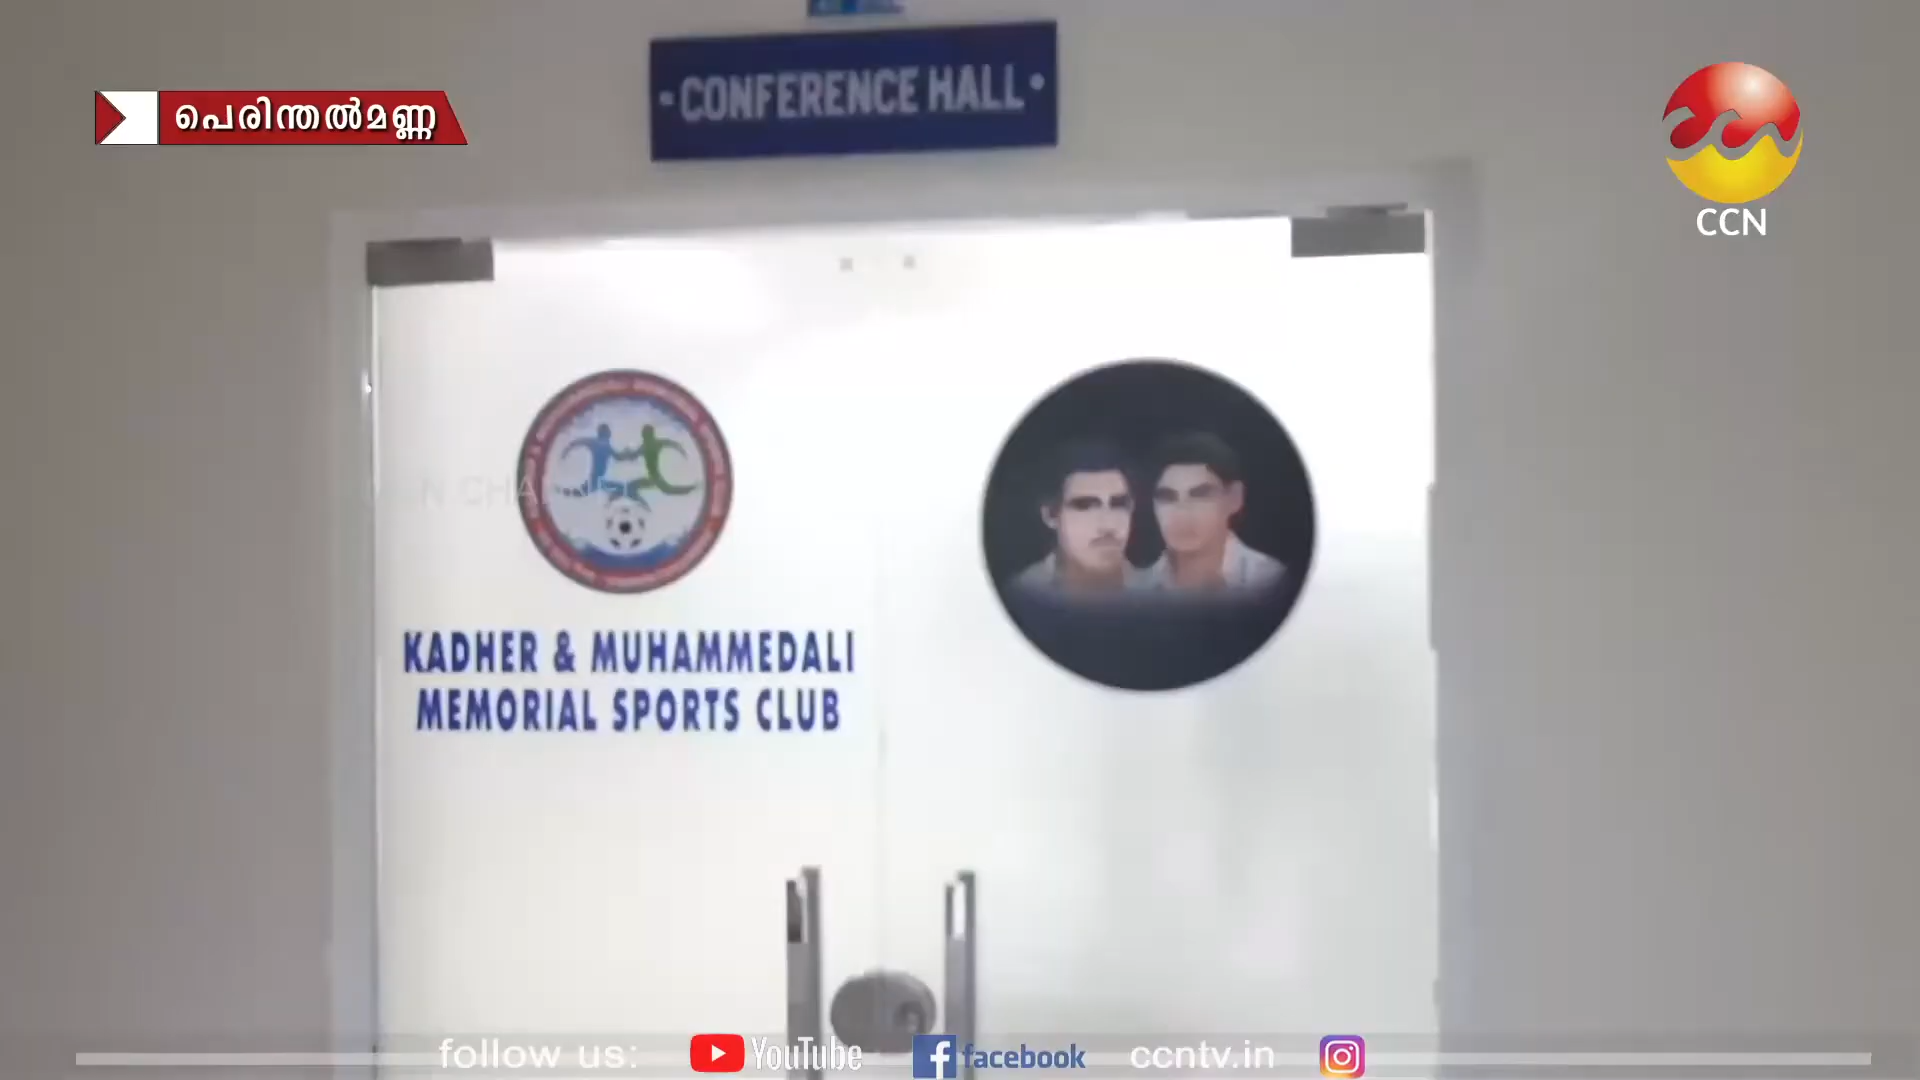 CONFERENCE HALL
പെരിന്തൽമണ്ണ
CCN
KADHER & MUHAMMEDALI
MEMORIAL SPORTS CLUB
follow us: YouTube facebook ccntv.in